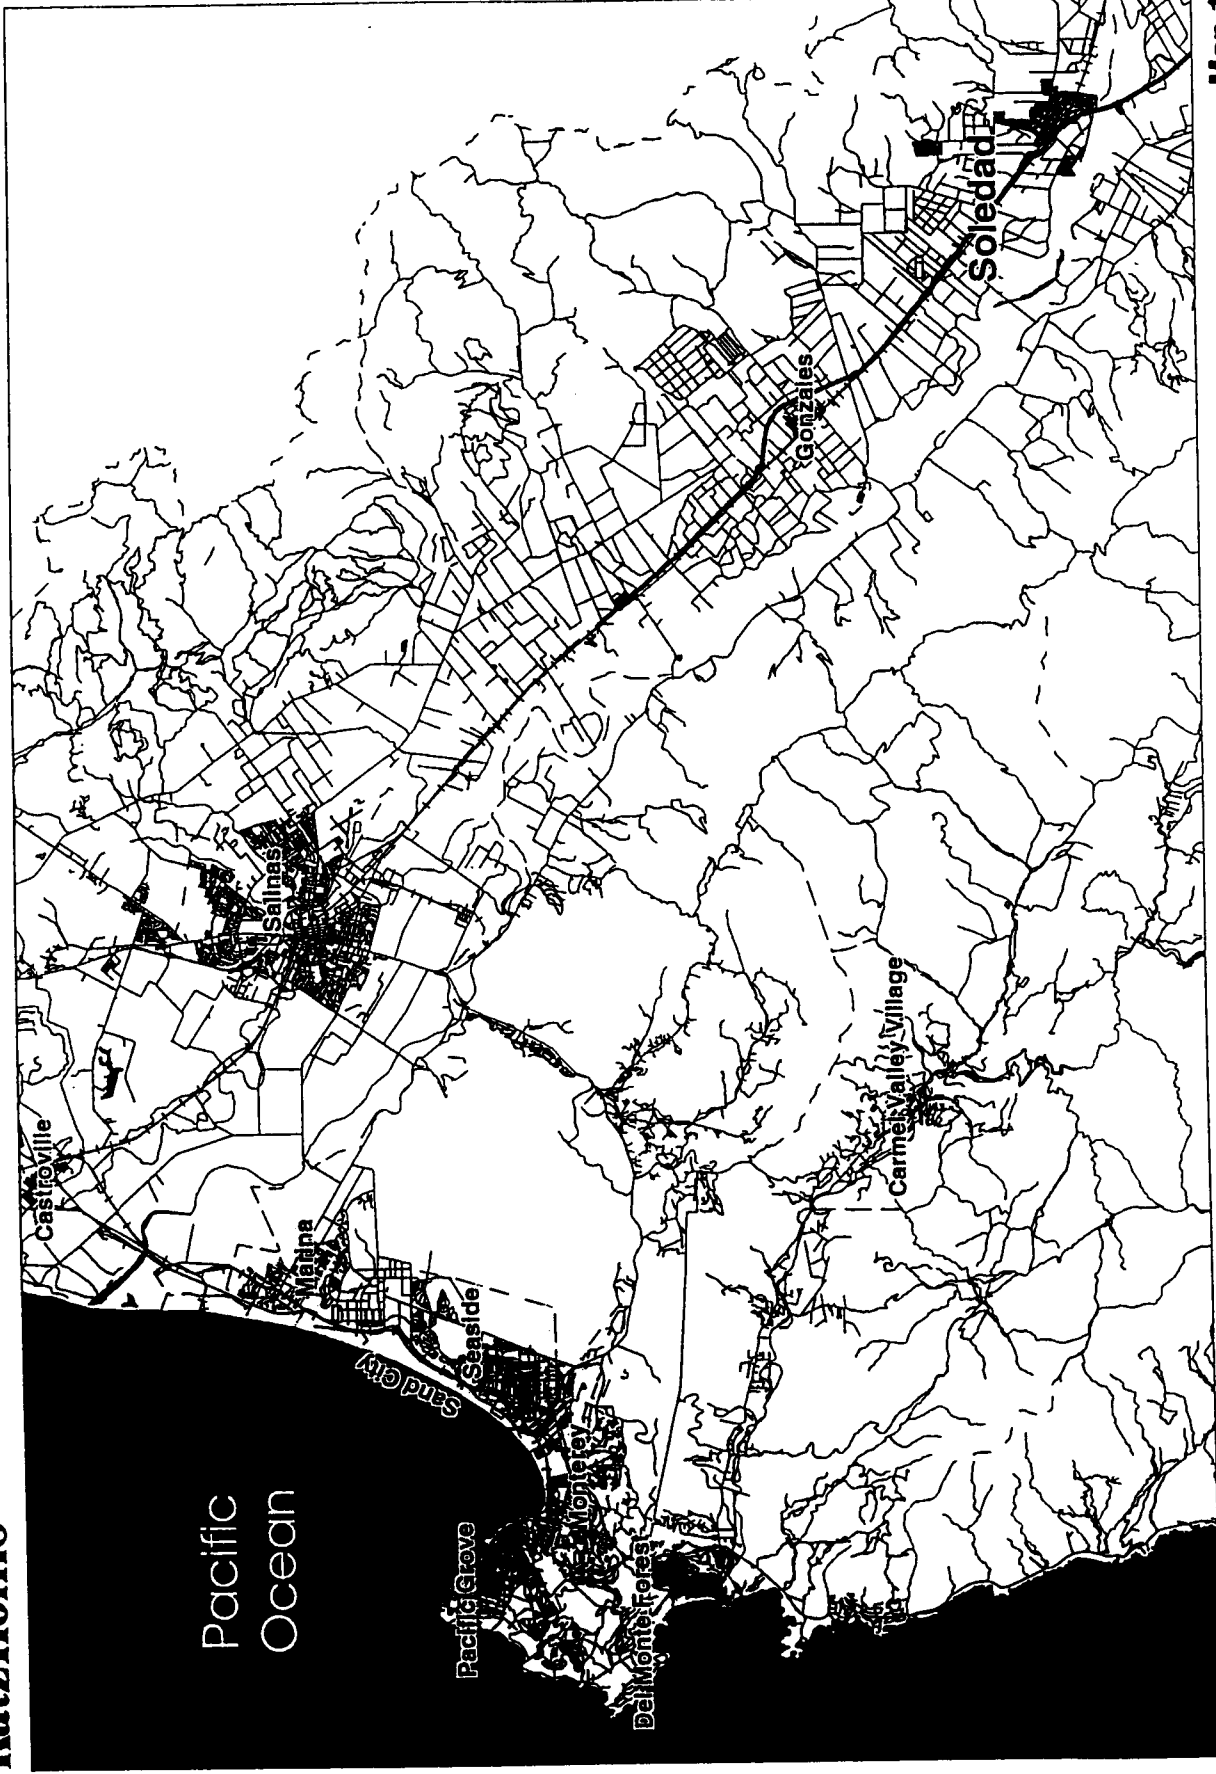 Castroville
Salinas
Marina
Sand City
Seaside
Pacific
Ocean
Pacific Grove
Monterey
Del Monte Forest
Carmel Valley Village
Gonzales
Soledad